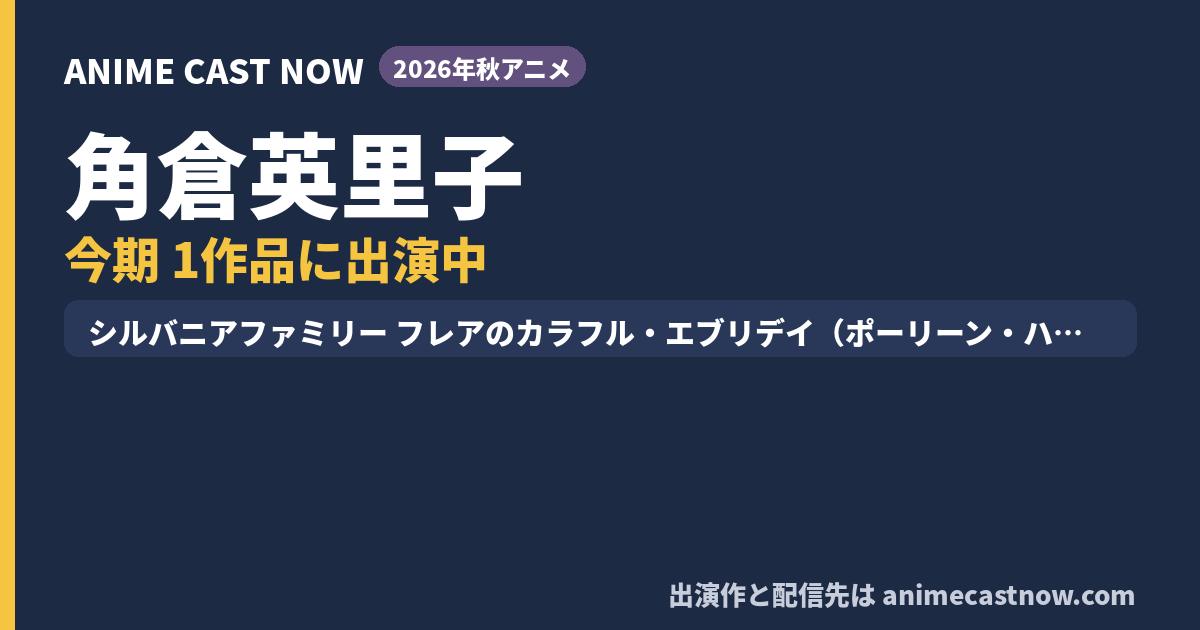 ANIME CAST NOW 2026年秋アニメ
角倉英里子
今期 1作品に出演中
シルバニアファミリー フレアのカラフル・エブリデイ（ポーリーン・ハ…
出演作と配信先は animecastnow.com